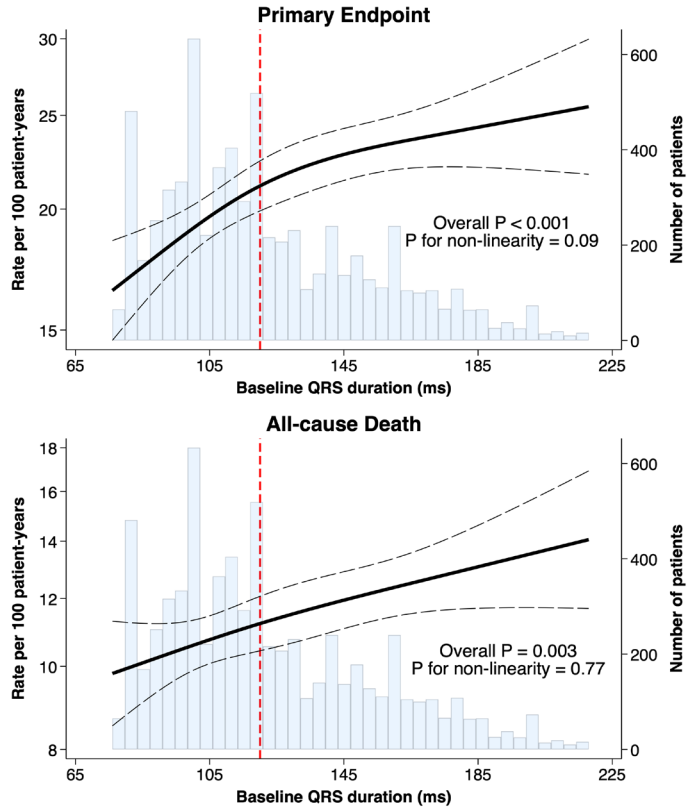 Primary Endpoint
Rate per 100 patient-years
30
25
20
15
600
400
200
0
Number of patients
Overall P < 0.001
P for non-linearity = 0.09
65
105
145
185
225
Baseline QRS duration (ms)
All-cause Death
Rate per 100 patient-years
18
16
14
12
10
8
600
400
200
0
Number of patients
Overall P = 0.003
P for non-linearity = 0.77
65
105
145
185
225
Baseline QRS duration (ms)